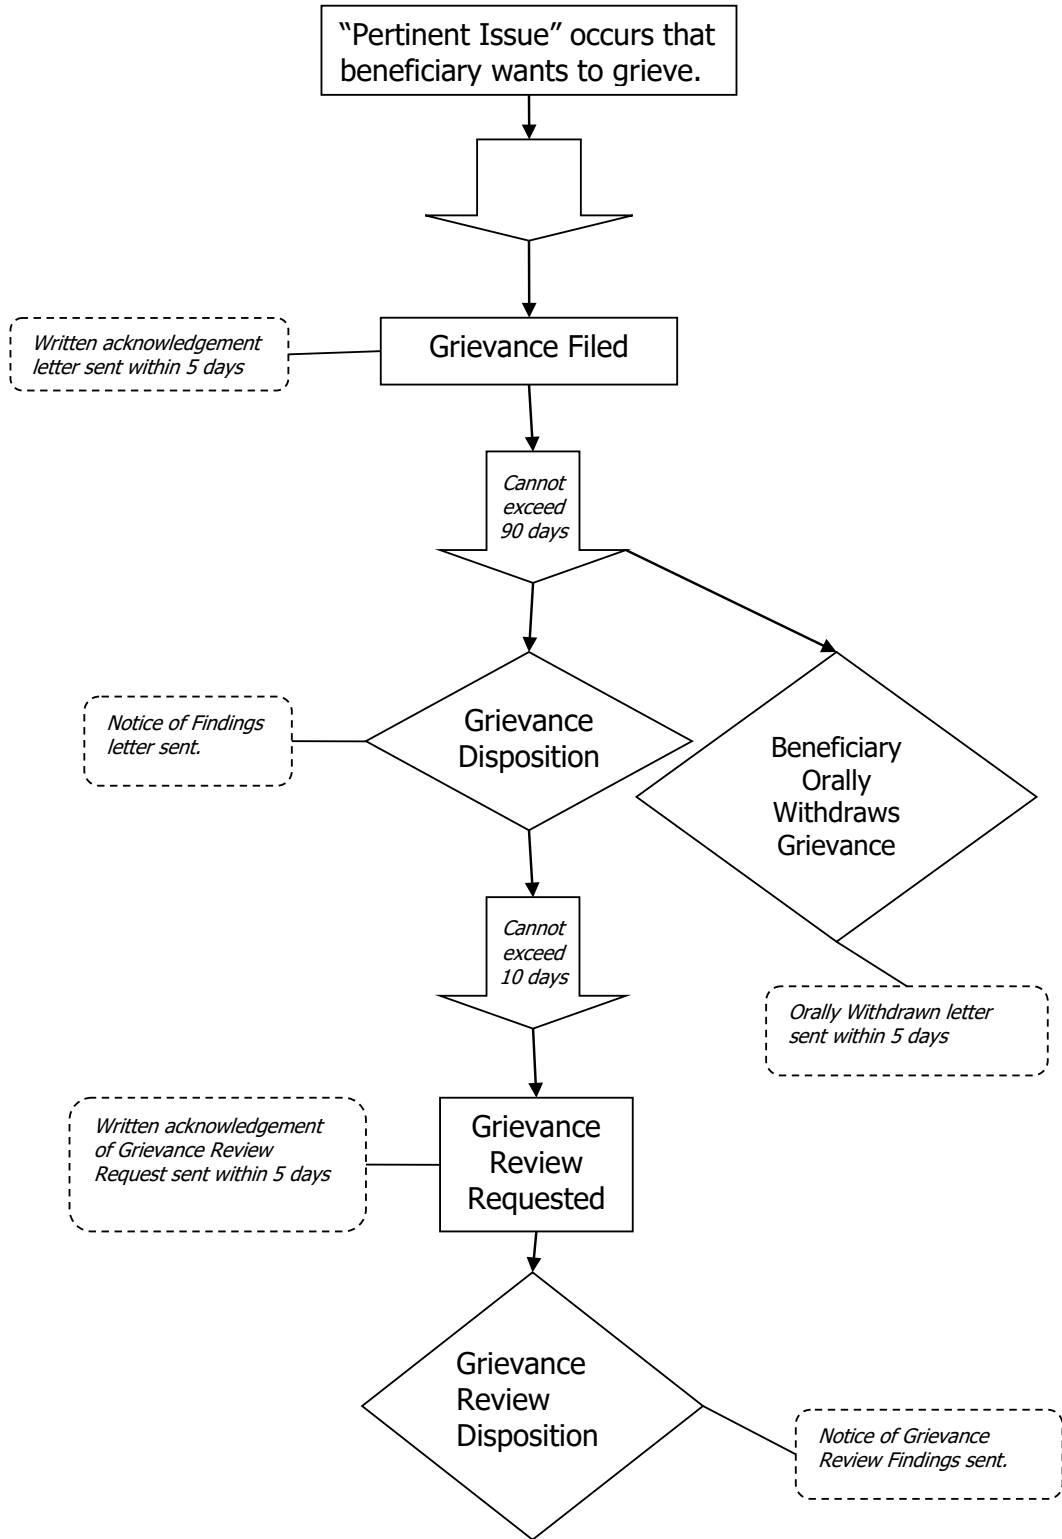 “Pertinent Issue” occurs that
beneficiary wants to grieve.
Written acknowledgement
letter sent within 5 days
Grievance Filed
Cannot
exceed
90 days
Notice of Findings
letter sent.
Grievance
Disposition
Beneficiary
Orally
Withdraws
Grievance
Cannot
exceed
10 days
Orally Withdrawn letter
sent within 5 days
Written acknowledgement
of Grievance Review
Request sent within 5 days
Grievance
Review
Requested
Grievance
Review
Disposition
Notice of Grievance
Review Findings sent.